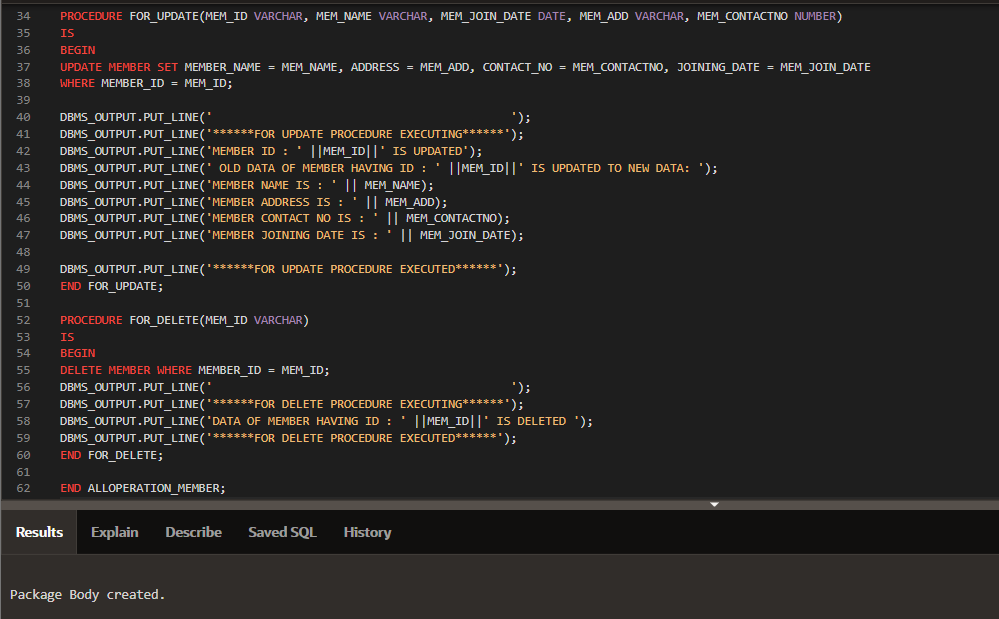 34 PROCEDURE FOR_UPDATE(MEM_ID VARCHAR, MEM_NAME VARCHAR, MEM_JOIN_DATE DATE, MEM_ADD VARCHAR, MEM_CONTACTNO NUMBER)
35 IS
36 BEGIN
37 UPDATE MEMBER SET MEMBER_NAME = MEM_NAME, ADDRESS = MEM_ADD, CONTACT_NO = MEM_CONTACTNO, JOINING_DATE = MEM_JOIN_DATE
38 WHERE MEMBER_ID = MEM_ID;
39
40 DBMS_OUTPUT.PUT_LINE('                                           ');
41 DBMS_OUTPUT.PUT_LINE('******FOR UPDATE PROCEDURE EXECUTING******');
42 DBMS_OUTPUT.PUT_LINE('MEMBER ID : ' ||MEM_ID||' IS UPDATED');
43 DBMS_OUTPUT.PUT_LINE(' OLD DATA OF MEMBER HAVING ID : ' ||MEM_ID||' IS UPDATED TO NEW DATA: ');
44 DBMS_OUTPUT.PUT_LINE('MEMBER NAME IS : ' || MEM_NAME);
45 DBMS_OUTPUT.PUT_LINE('MEMBER ADDRESS IS : ' || MEM_ADD);
46 DBMS_OUTPUT.PUT_LINE('MEMBER CONTACT NO IS : ' || MEM_CONTACTNO);
47 DBMS_OUTPUT.PUT_LINE('MEMBER JOINING DATE IS : ' || MEM_JOIN_DATE);
48
49 DBMS_OUTPUT.PUT_LINE('******FOR UPDATE PROCEDURE EXECUTED******');
50 END FOR_UPDATE;
51
52 PROCEDURE FOR_DELETE(MEM_ID VARCHAR)
53 IS
54 BEGIN
55 DELETE MEMBER WHERE MEMBER_ID = MEM_ID;
56 DBMS_OUTPUT.PUT_LINE('                                           ');
57 DBMS_OUTPUT.PUT_LINE('******FOR DELETE PROCEDURE EXECUTING******');
58 DBMS_OUTPUT.PUT_LINE('DATA OF MEMBER HAVING ID : ' ||MEM_ID||' IS DELETED ');
59 DBMS_OUTPUT.PUT_LINE('******FOR DELETE PROCEDURE EXECUTED******');
60 END FOR_DELETE;
61
62 END ALLOPERATION_MEMBER;
Results Explain Describe Saved SQL History
Package Body created.